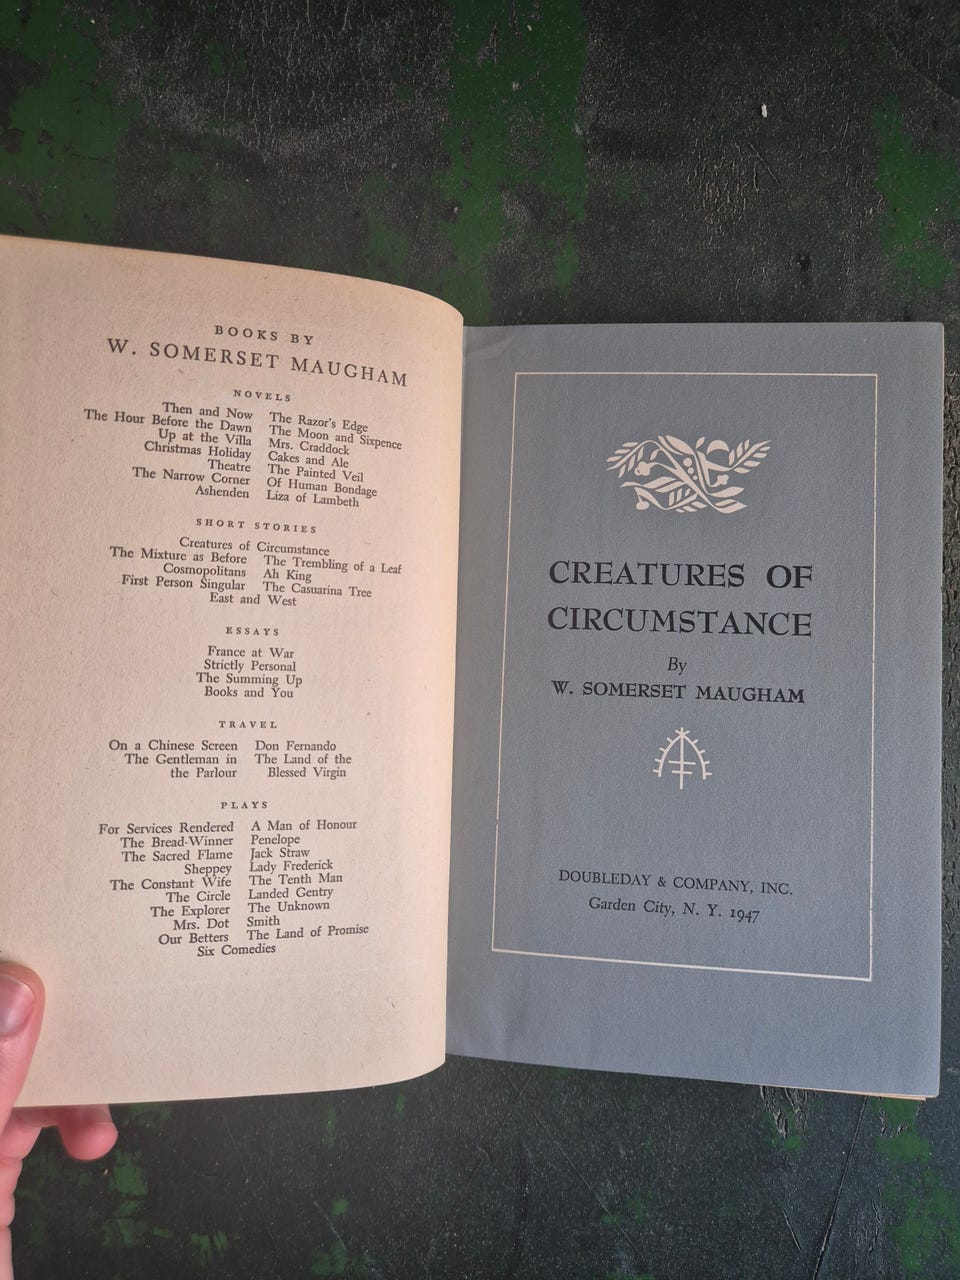 BOOKS BY
W. SOMERSET MAUGHAM
NOVELS
Then and Now The Razor's Edge
The Hour Before the Dawn The Moon and Sixpence
Up at the Villa Mrs. Craddock
Christmas Holiday Cakes and Ale
Theatre The Painted Veil
The Narrow Corner Of Human Bondage
Ashenden Liza of Lambeth
SHORT STORIES
Creatures of Circumstance
The Mixture as Before The Trembling of a Leaf
Cosmopolitans Ah King
First Person Singular The Casuarina Tree
East and West
ESSAYS
France at War
Strictly Personal
The Summing Up
Books and You
TRAVEL
On a Chinese Screen Don Fernando
The Gentleman in The Land of the
the Parlour Blessed Virgin
PLAYS
For Services Rendered A Man of Honour
The Bread-Winner Penelope
The Sacred Flame Jack Straw
Sheppey Lady Frederick
The Constant Wife The Tenth Man
The Circle Landed Gentry
The Explorer The Unknown
Mrs. Dot Smith
Our Betters The Land of Promise
Six Comedies
CREATURES OF
CIRCUMSTANCE
By
W. SOMERSET MAUGHAM
DOUBLEDAY & COMPANY, INC.
Garden City, N. Y. 1947